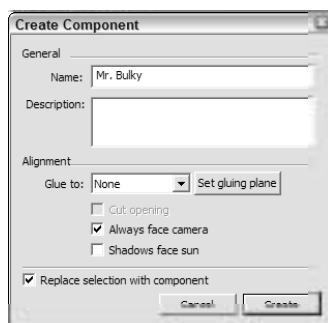 Create Component
General
Name: Mr. Bulky
Description:
Alignment
Glue to: None Set gluing plane
Cut opening
Always face camera
Shadows face sun
Replace selection with component
Cancel Create